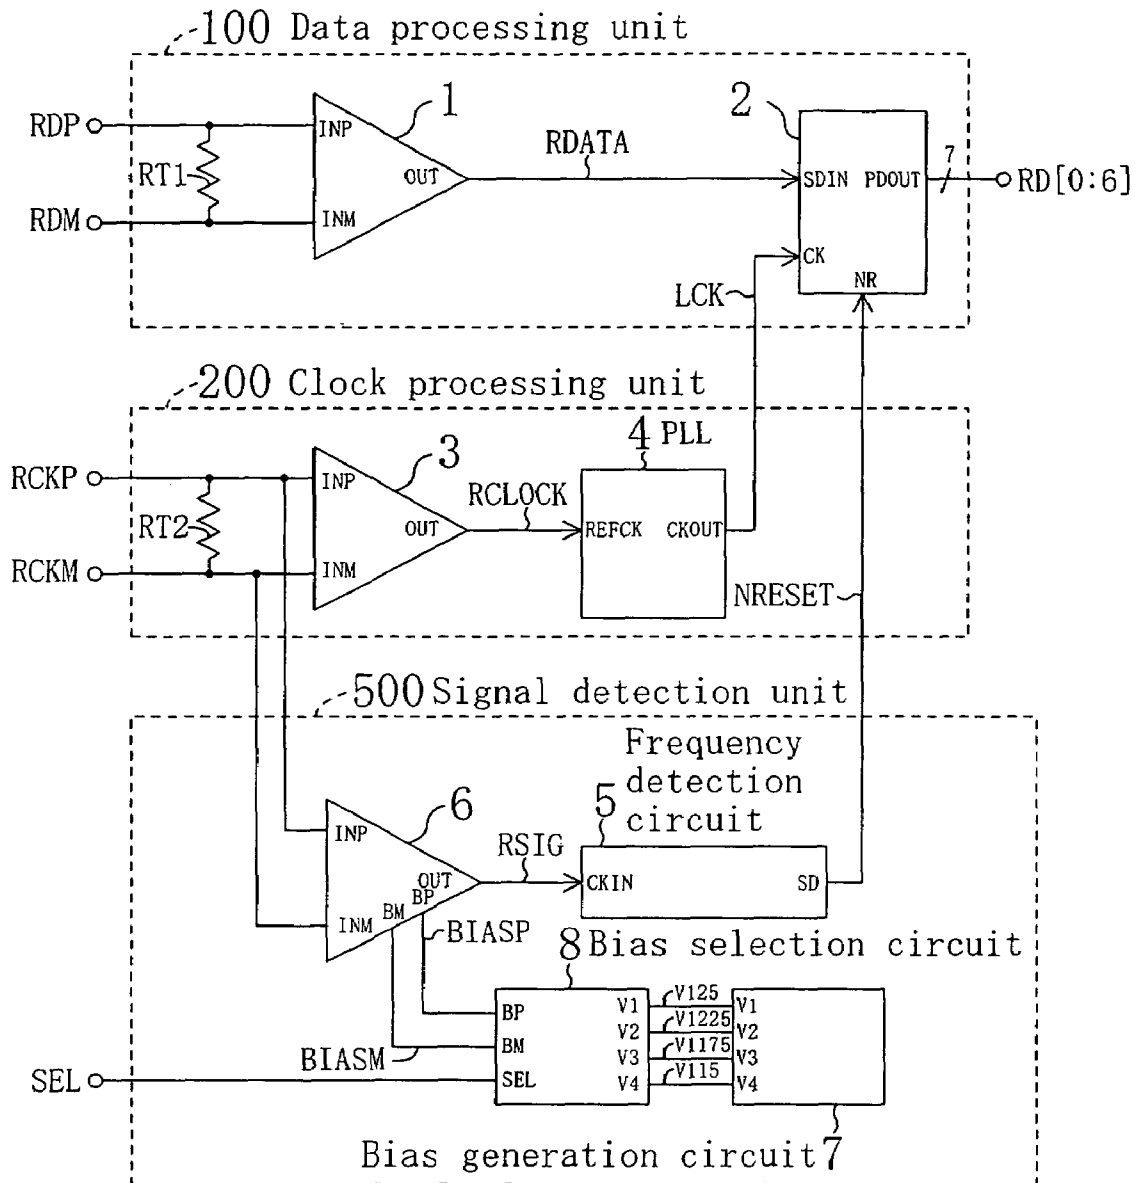 100 Data processing unit
RDP
RT1
RDM
INP
INM
OUT
1
RDATA
2
SDIN PDOUT
CK
NR
7
RD[0:6]
LCK
200 Clock processing unit
RCKP
RT2
RCKM
INP
INM
OUT
3
RCLOCK
4 PLL
REFCK CKOUT
NRESET
500 Signal detection unit
Frequency
detection
5 circuit
6
INP
OUT
BP
BM
INM
RSIG
CKIN SD
BIASP
BIASM
8 Bias selection circuit
BP
BM
SEL
V1
V2
V3
V4
V125
V1225
V1175
V115
V1
V2
V3
V4
SEL
Bias generation circuit 7